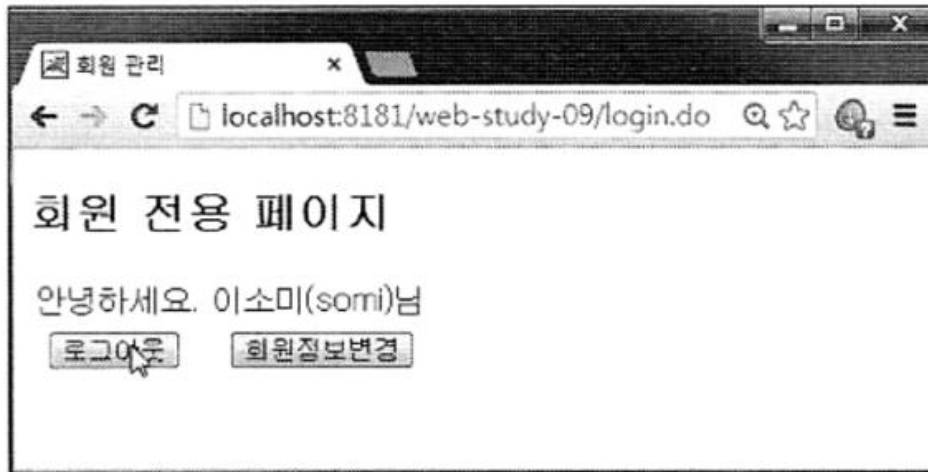 회원 관리
localhost:8181/web-study-09/login.do
회원 전용 페이지
안녕하세요. 이소미(somi)님
로그아웃 회원정보변경